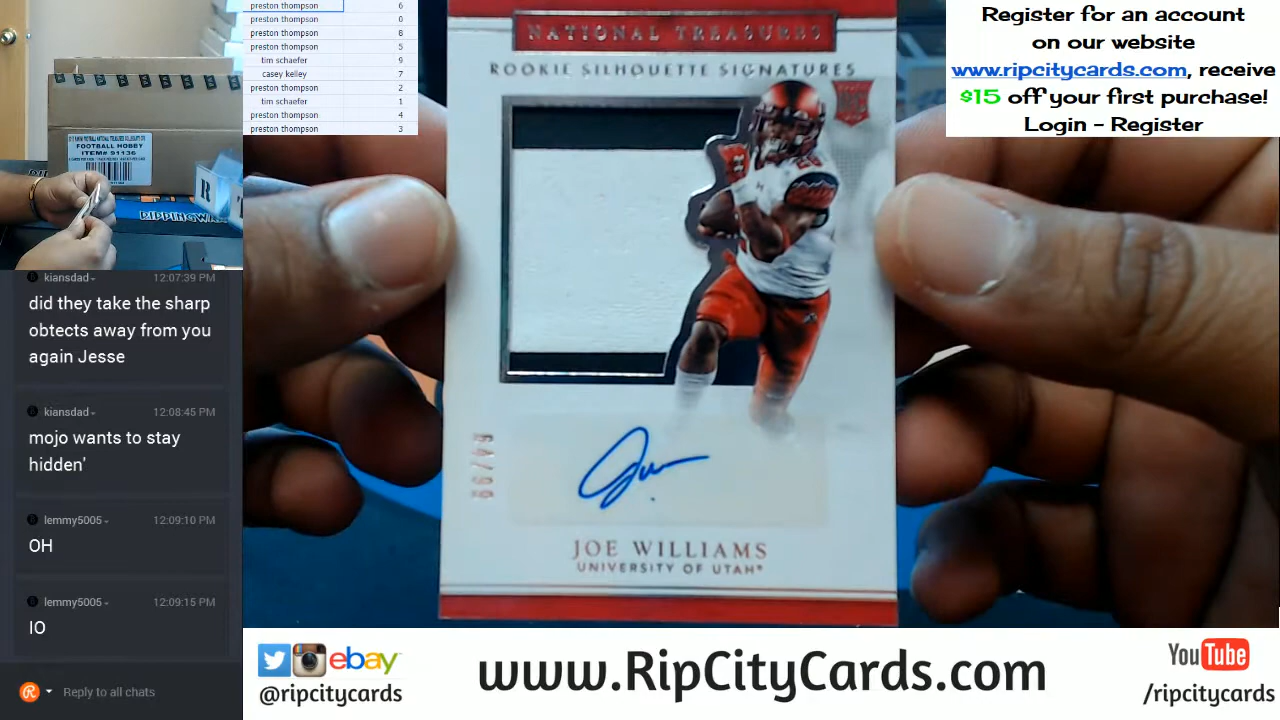 preston thompson 6
preston thompson 0
preston thompson 8
preston thompson 5
tim schaefer 9
casey kelley 7
preston thompson 2
tim schaefer 1
preston thompson 4
preston thompson 3
FOOTBALL HOBBY
ITEM# 91136
RIPPINGWAX
R
kiansdad 12:07:39 PM
did they take the sharp
obtects away from you
again Jesse
kiansdad 12:08:45 PM
mojo wants to stay
hidden'
lemmy5005 12:09:10 PM
OH
lemmy5005 12:09:15 PM
IO
R
Reply to all chats
NATIONAL TREASURES
ROOKIE SILHOUETTE SIGNATURES
RC
JOE WILLIAMS
UNIVERSITY OF UTAH®
Register for an account
on our website
www.ripcitycards.com, receive
$15 off your first purchase!
Login - Register
ebay
@ripcitycards
www.RipCityCards.com
YouTube
/ripcitycards